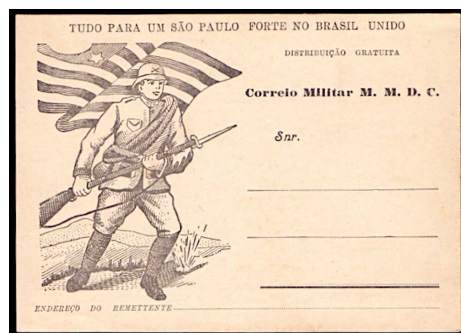 TUDO PARA UM SÃO PAULO FORTE NO BRASIL UNIDO
DISTRIBUIÇÃO GRATUITA
Correio Militar M. M. D. C.
Snr.
ENDEREÇO DO REMETTENTE